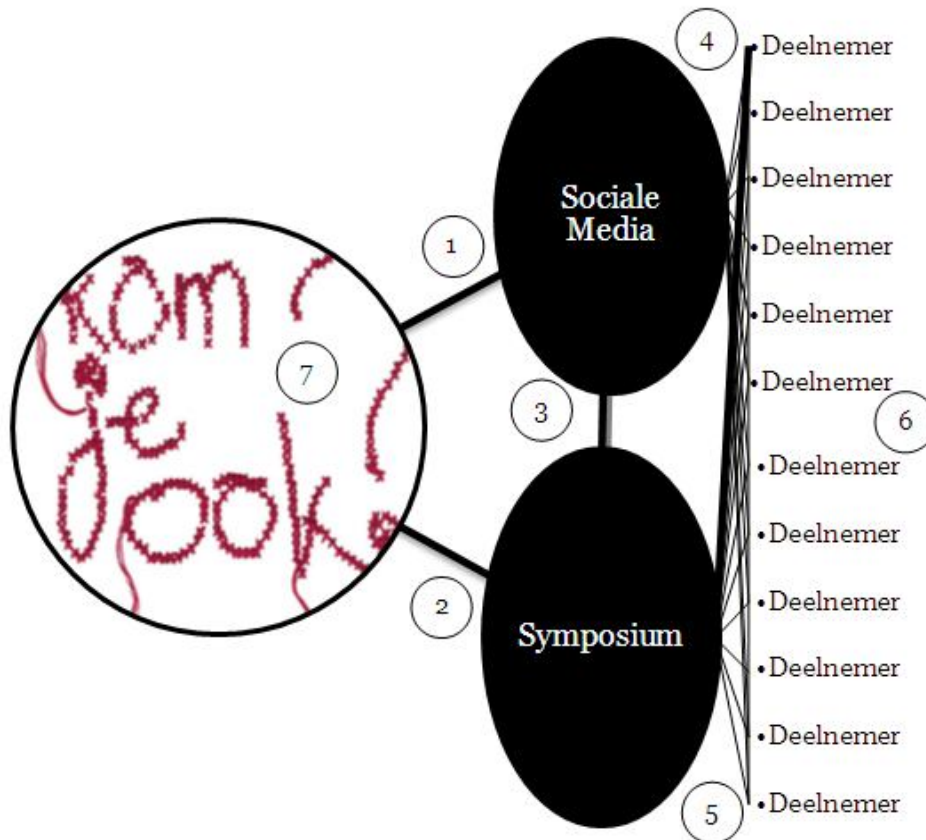 kom
je
ook?
1
2
3
4
5
6
7
Sociale
Media
Symposium
• Deelnemer
• Deelnemer
• Deelnemer
• Deelnemer
• Deelnemer
• Deelnemer
• Deelnemer
• Deelnemer
• Deelnemer
• Deelnemer
• Deelnemer
• Deelnemer